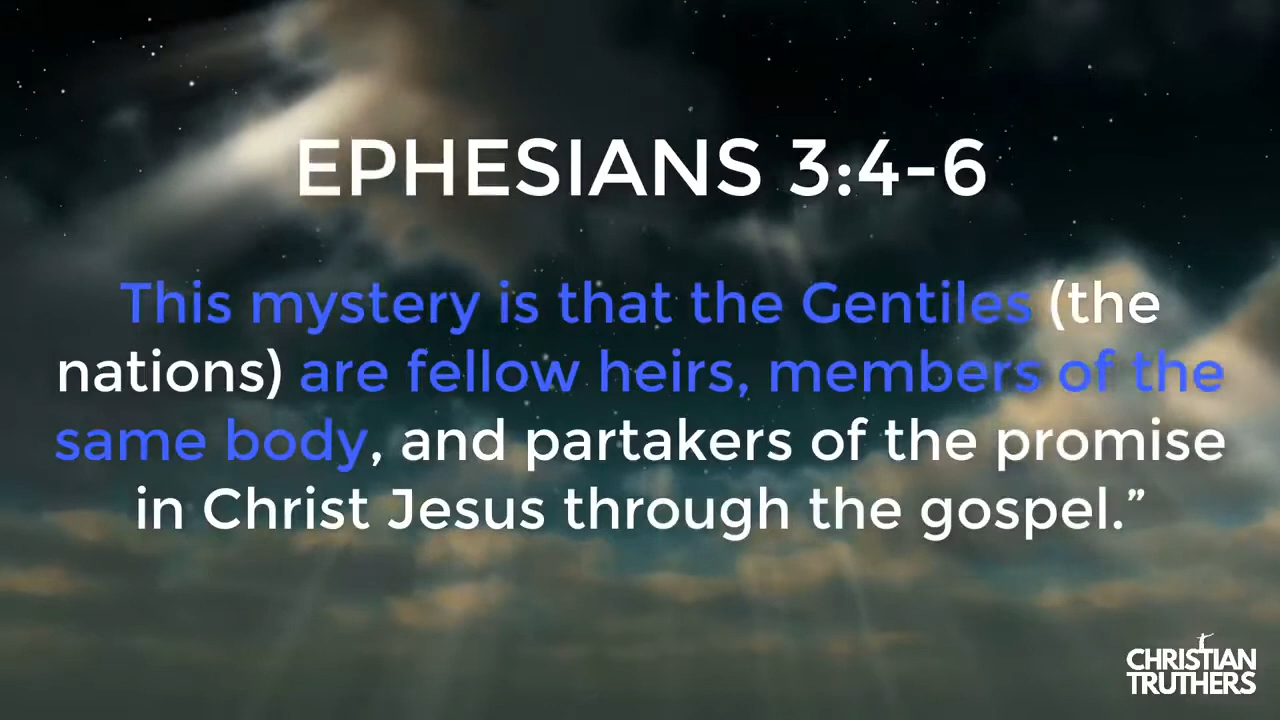 EPHESIANS 3:4-6
This mystery is that the Gentiles (the
nations) are fellow heirs, members of the
same body, and partakers of the promise
in Christ Jesus through the gospel.”
CHRISTIAN
TRUTHERS